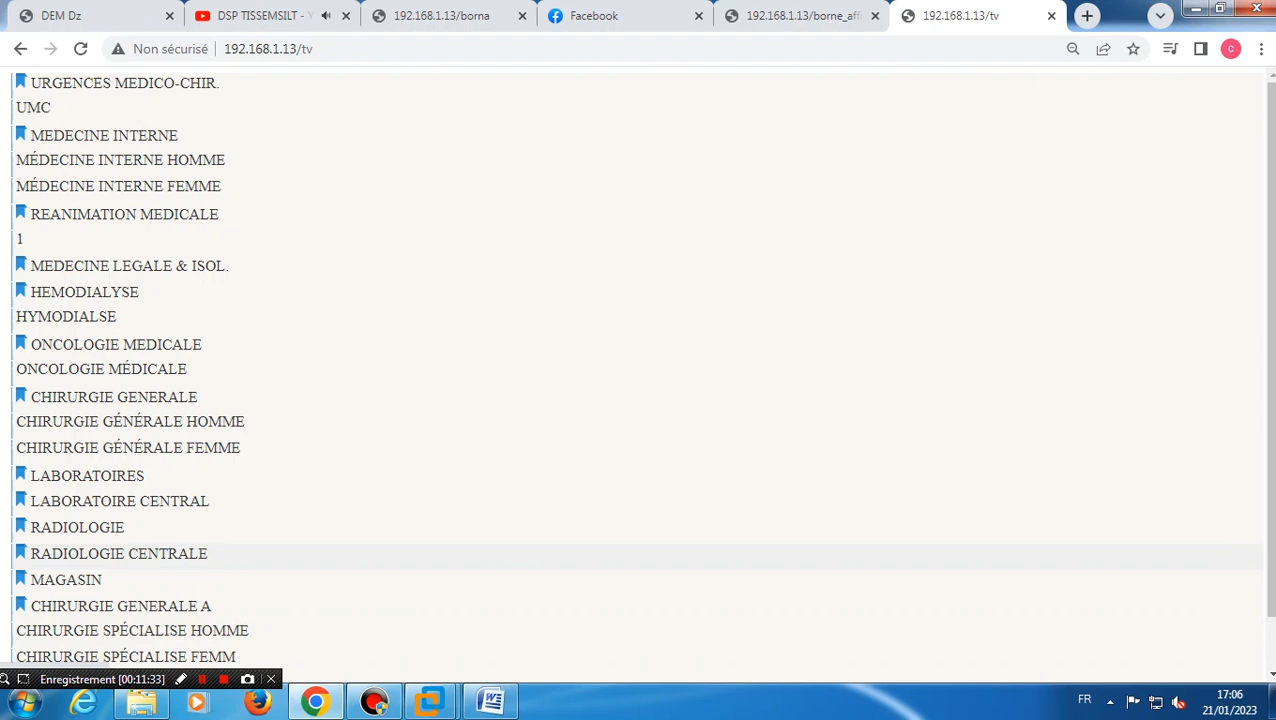 DEM Dz
DSP TISSEMSILT - Y
192.168.1.13/borna
Facebook
192.168.1.13/borne_affi
192.168.1.13/tv
Non sécurisé
192.168.1.13/tv
c
URGENCES MEDICO-CHIR.
UMC
MEDECINE INTERNE
MÉDECINE INTERNE HOMME
MÉDECINE INTERNE FEMME
REANIMATION MEDICALE
1
MEDECINE LEGALE & ISOL.
HEMODIALYSE
HYMODIALSE
ONCOLOGIE MEDICALE
ONCOLOGIE MÉDICALE
CHIRURGIE GENERALE
CHIRURGIE GÉNÉRALE HOMME
CHIRURGIE GÉNÉRALE FEMME
LABORATOIRES
LABORATOIRE CENTRAL
RADIOLOGIE
RADIOLOGIE CENTRALE
MAGASIN
CHIRURGIE GENERALE A
CHIRURGIE SPÉCIALISE HOMME
CHIRURGIE SPÉCIALISE FEMM
Enregistrement [00:11:33]
FR
17:06
21/01/2023